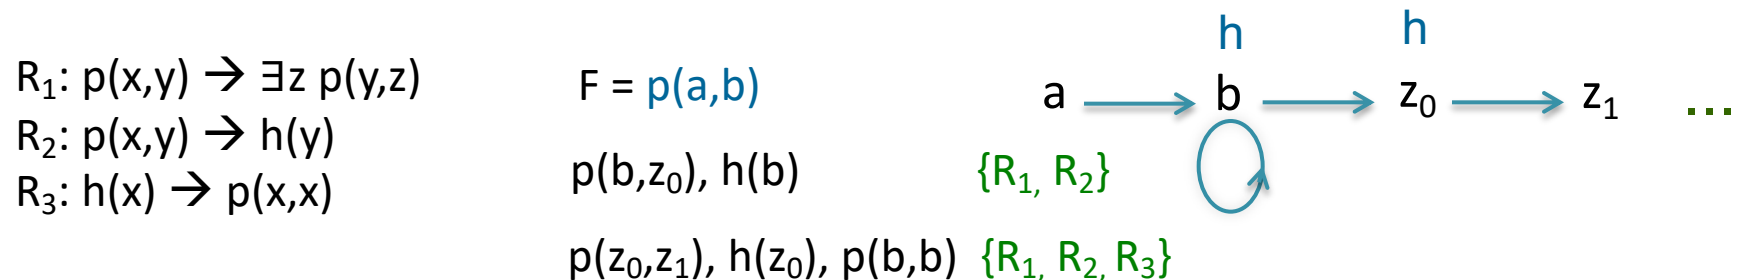 R₁: p(x,y) → ∃z p(y,z)
R₂: p(x,y) → h(y)
R₃: h(x) → p(x,x)
F = p(a,b)
p(b,z₀), h(b) {R₁, R₂}
p(z₀,z₁), h(z₀), p(b,b) {R₁, R₂, R₃}
h h
a b z₀ z₁ ...